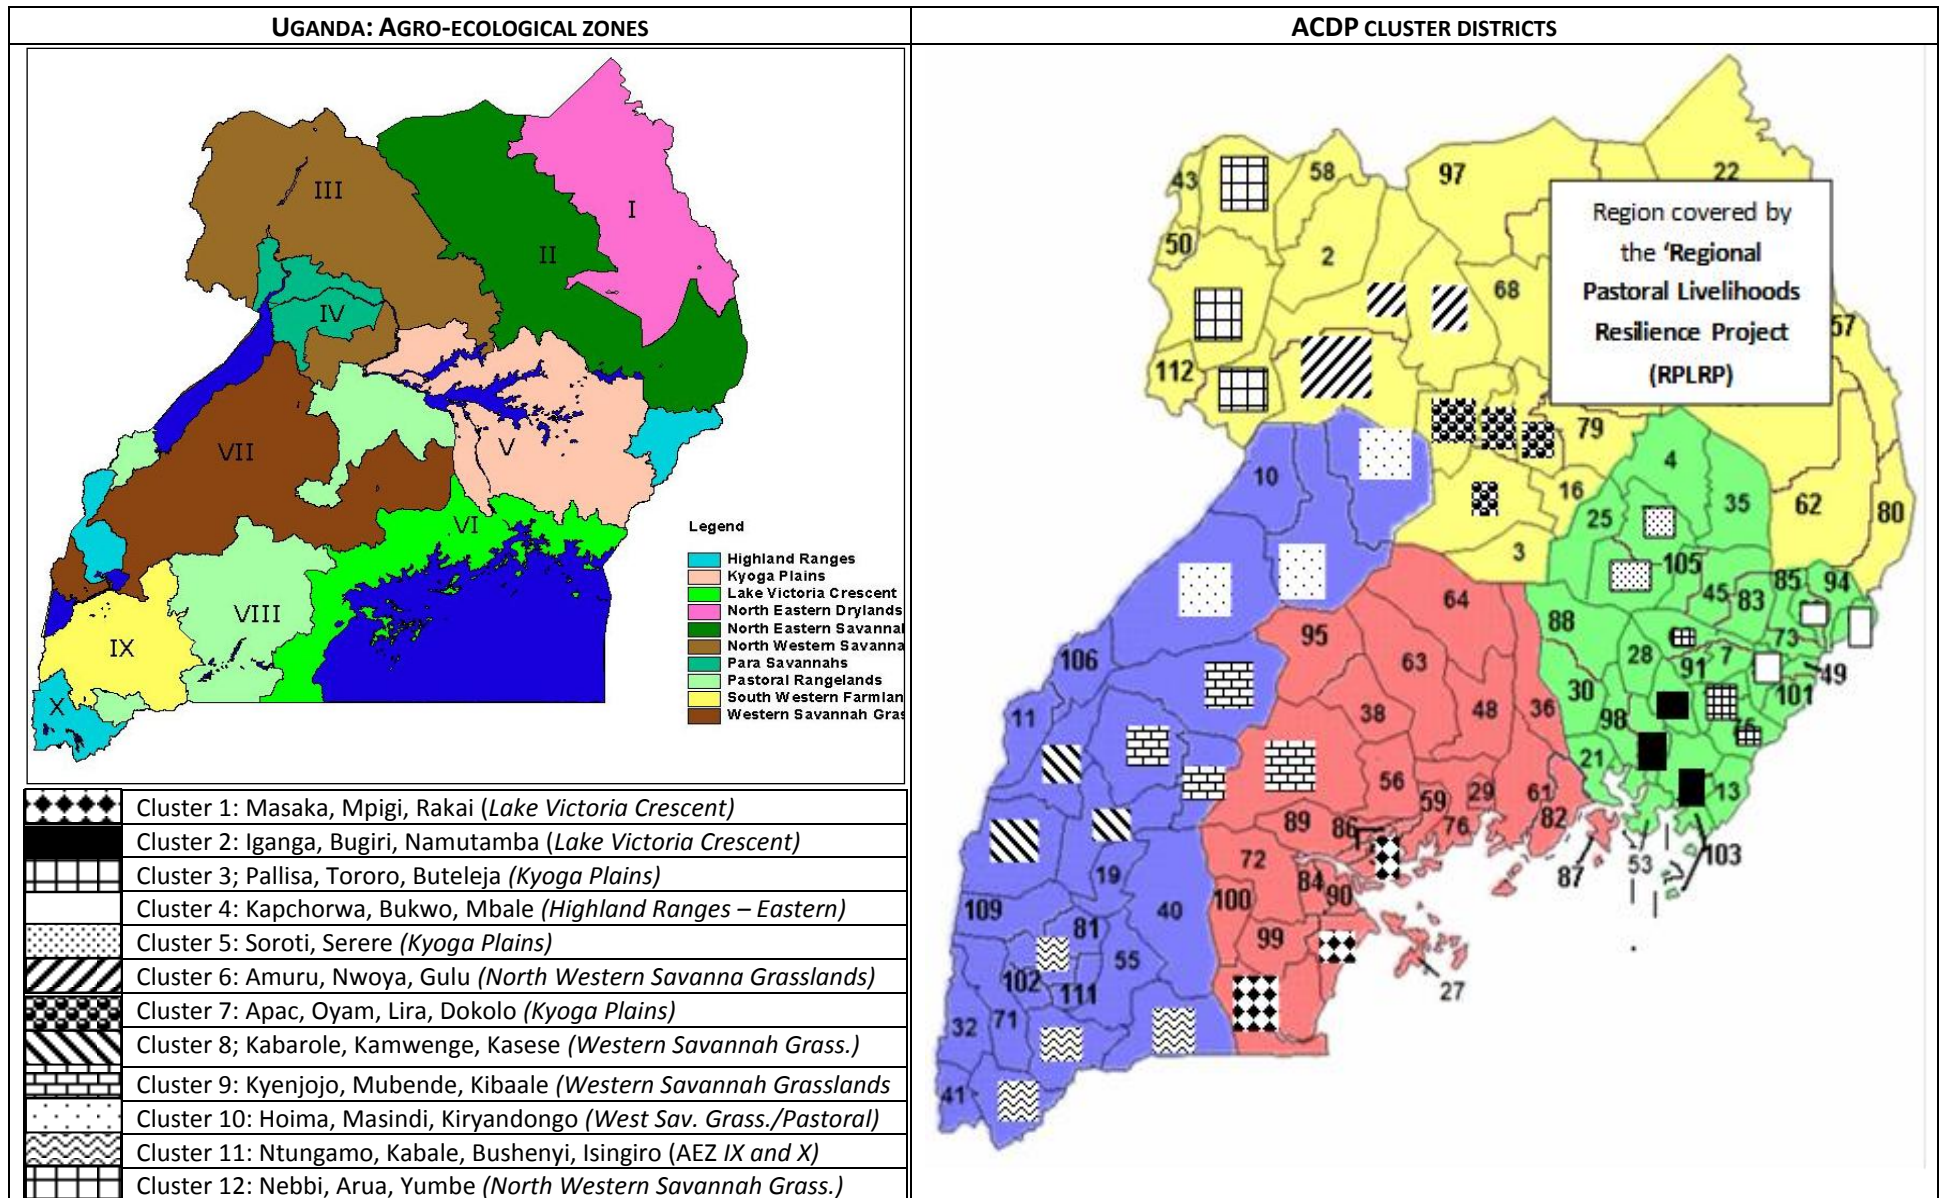 UGANDA: AGRO-ECOLOGICAL ZONES
I
II
III
IV
V
VI
VII
VIII
IX
X
Legend
Highland Ranges
Kyoga Plains
Lake Victoria Crescent
North Eastern Drylands
North Eastern Savannal
North Western Savanna
Para Savannahs
Pastoral Rangelands
South Western Farmlan
Western Savannah Gras
Cluster 1: Masaka, Mpigi, Rakai (Lake Victoria Crescent)
Cluster 2: Iganga, Bugiri, Namutamba (Lake Victoria Crescent)
Cluster 3; Pallisa, Tororo, Buteleja (Kyoga Plains)
Cluster 4: Kapchorwa, Bukwo, Mbale (Highland Ranges – Eastern)
Cluster 5: Soroti, Serere (Kyoga Plains)
Cluster 6: Amuru, Nwoya, Gulu (North Western Savanna Grasslands)
Cluster 7: Apac, Oyam, Lira, Dokolo (Kyoga Plains)
Cluster 8; Kabarole, Kamwenge, Kasese (Western Savannah Grass.)
Cluster 9: Kyenjojo, Mubende, Kibaale (Western Savannah Grasslands
Cluster 10: Hoima, Masindi, Kiryandongo (West Sav. Grass./Pastoral)
Cluster 11: Ntungamo, Kabale, Bushenyi, Isingiro (AEZ IX and X)
Cluster 12: Nebbi, Arua, Yumbe (North Western Savannah Grass.)
ACDP CLUSTER DISTRICTS
Region covered by
the ‘Regional
Pastoral Livelihoods
Resilience Project
(RPLRP)
43
58
97
22
50
2
68
57
112
79
10
4
16
25
35
62
80
3
105
45
83
85
94
64
88
95
28
73
106
63
91
7
49
30
101
11
38
48
36
98
75
21
56
59
29
61
13
82
89
86
76
72
103
53
87
19
84
90
100
109
40
81
99
55
27
102
111
32
71
41